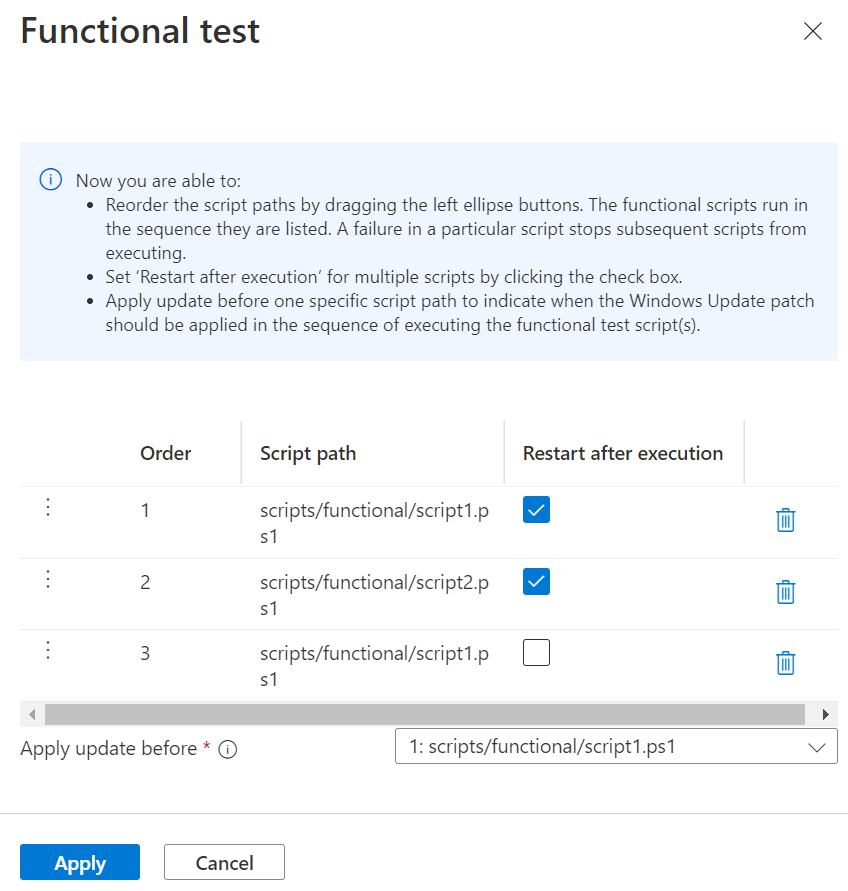 Functional test
Now you are able to:
• Reorder the script paths by dragging the left ellipse buttons. The functional scripts run in
the sequence they are listed. A failure in a particular script stops subsequent scripts from
executing.
• Set ‘Restart after execution’ for multiple scripts by clicking the check box.
• Apply update before one specific script path to indicate when the Windows Update patch
should be applied in the sequence of executing the functional test script(s).
Order Script path Restart after execution
1 scripts/functional/script1.p
s1
2 scripts/functional/script2.p
s1
3 scripts/functional/script1.p
s1
Apply update before * 1: scripts/functional/script1.ps1
Apply Cancel